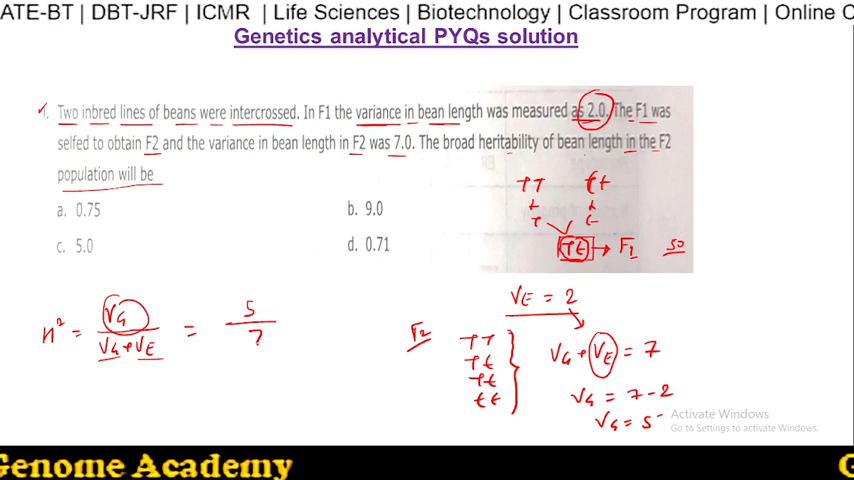 ATE-BT | DBT-JRF | ICMR | Life Sciences | Biotechnology | Classroom Program | Online C
Genetics analytical PYQs solution
1. Two inbred lines of beans were intercrossed. In F1 the variance in bean length was measured as 2.0. The F1 was
selfed to obtain F2 and the variance in bean length in F2 was 7.0. The broad heritability of bean length in the F2
population will be
a. 0.75
b. 9.0
c. 5.0
d. 0.71
TT tt
Tt → F1 50
VE = 2
h² = VG / VG + VE = 5 / 7
F2
TT
Tt
Tt
tt
VG + VE = 7
VG = 7 - 2
VG = 5
Activate Windows
Go to Settings to activate Windows.
Genome Academy
G